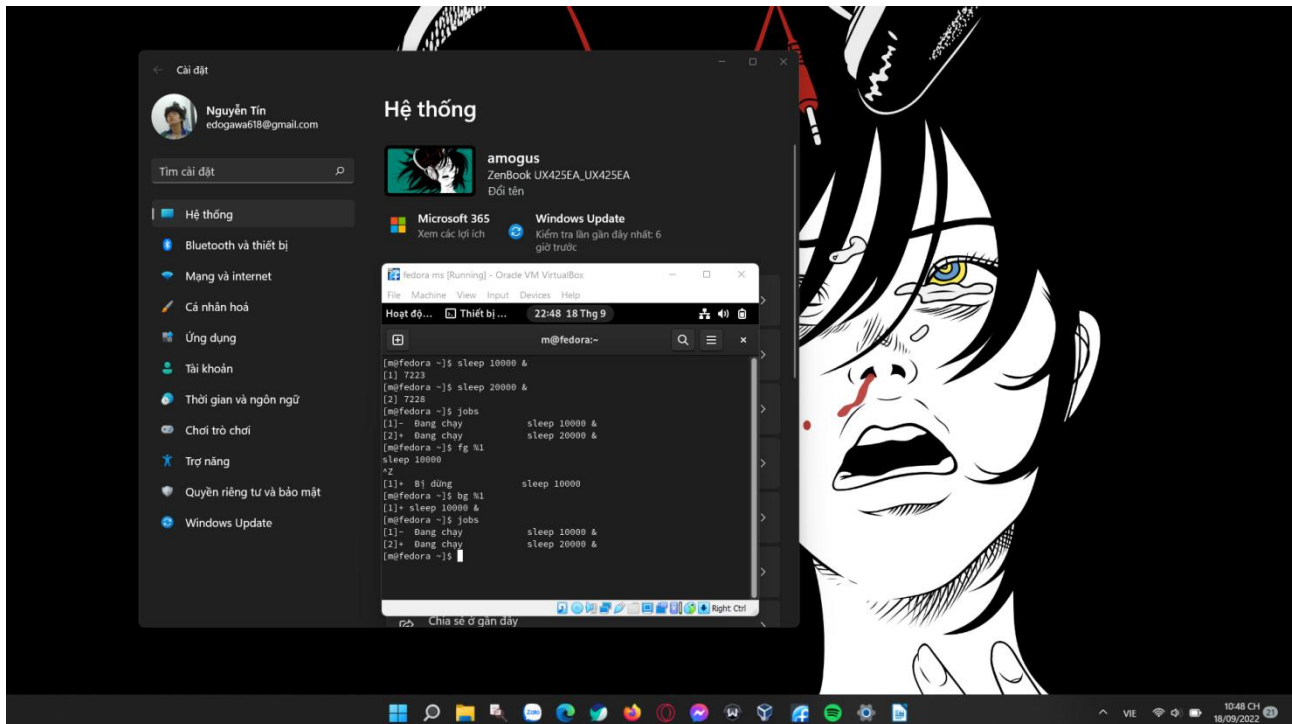 Cài đặt
Nguyễn Tín
edogawa618@gmail.com
Tìm cài đặt
Hệ thống
Bluetooth và thiết bị
Mạng và internet
Cá nhân hoá
Ứng dụng
Tài khoản
Thời gian và ngôn ngữ
Chơi trò chơi
Trợ năng
Quyền riêng tư và bảo mật
Windows Update
Hệ thống
amogus
ZenBook UX425EA_UX425EA
Đổi tên
Microsoft 365
Xem các lợi ích
Windows Update
Kiểm tra lần gần đây nhất: 6
giờ trước
fedora ms [Running] - Oracle VM VirtualBox
File Machine View Input Devices Help
Hoạt độ... Thiết bị ... 22:48 18 Thg 9
m@fedora:~
[m@fedora ~]$ sleep 10000 &
[1] 7223
[m@fedora ~]$ sleep 20000 &
[2] 7228
[m@fedora ~]$ jobs
[1]- Đang chạy sleep 10000 &
[2]+ Đang chạy sleep 20000 &
[m@fedora ~]$ fg %1
sleep 10000
^Z
[1]+ Bị dừng sleep 10000
[m@fedora ~]$ bg %1
[1]+ sleep 10000 &
[m@fedora ~]$ jobs
[1]- Đang chạy sleep 10000 &
[2]+ Đang chạy sleep 20000 &
[m@fedora ~]$
Right Ctrl
Chia sẻ ở gần đây
Zalo
VIE
10:48 CH
18/09/2022
21